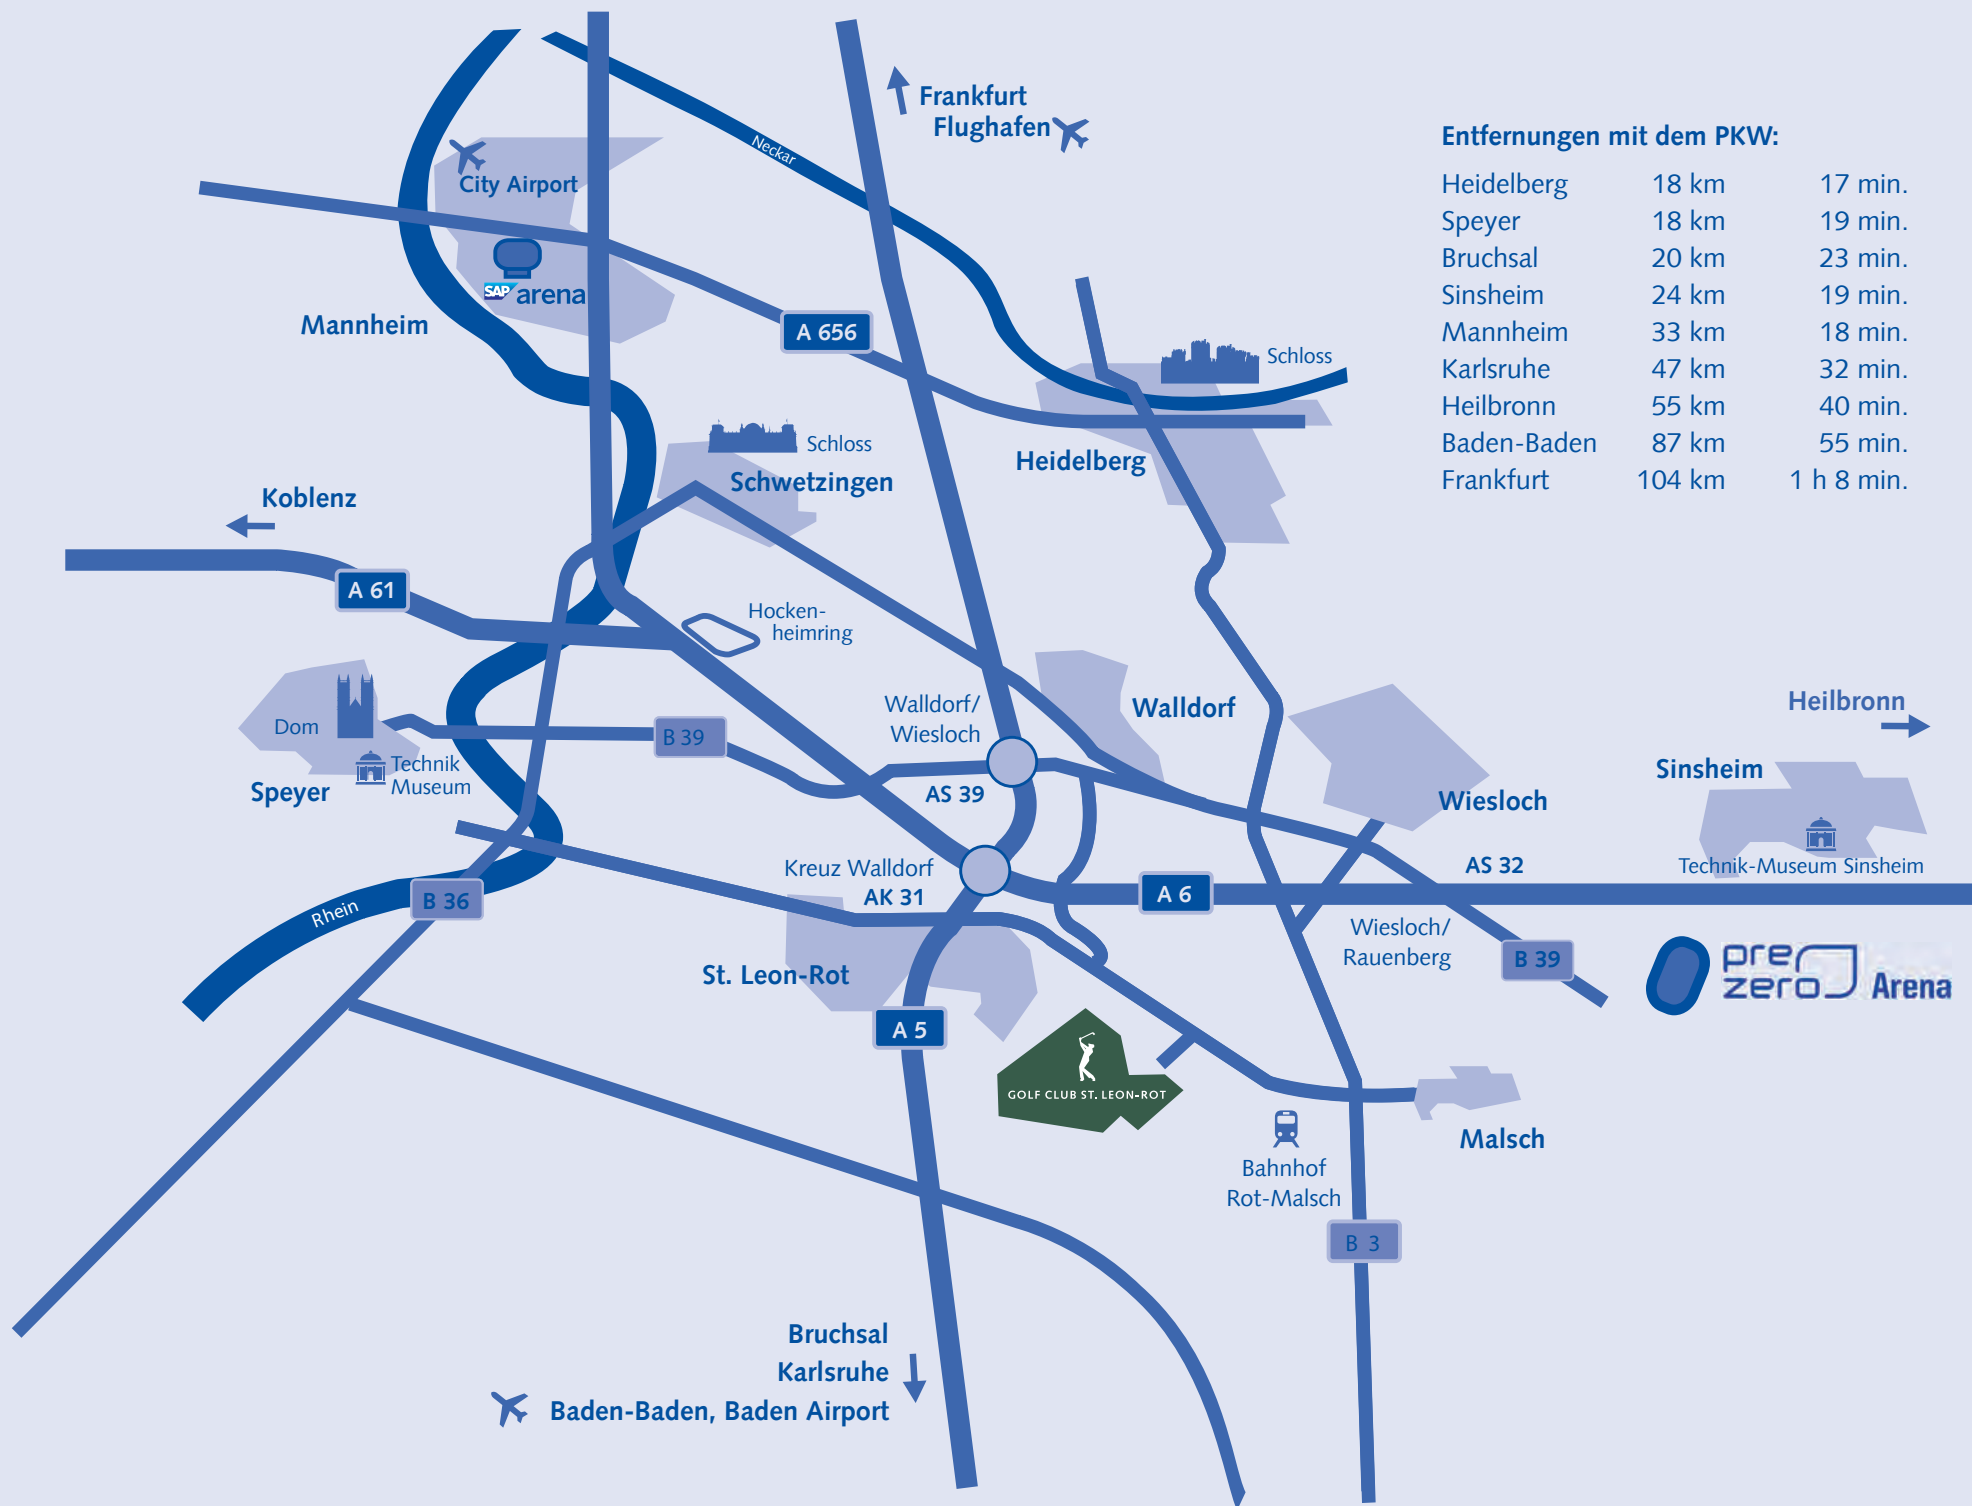 Frankfurt
Flughafen
Neckar
City Airport
SAP arena
Mannheim
A 656
Schloss
Heidelberg
Schloss
Schwetzingen
Koblenz
A 61
Hocken-
heimring
Entfernungen mit dem PKW:
Heidelberg 18 km 17 min.
Speyer 18 km 19 min.
Bruchsal 20 km 23 min.
Sinsheim 24 km 19 min.
Mannheim 33 km 18 min.
Karlsruhe 47 km 32 min.
Heilbronn 55 km 40 min.
Baden-Baden 87 km 55 min.
Frankfurt 104 km 1 h 8 min.
Dom
Technik
Museum
Speyer
B 39
Walldorf/
Wiesloch
AS 39
Walldorf
Heilbronn
Sinsheim
Technik-Museum Sinsheim
Wiesloch
AS 32
Kreuz Walldorf
AK 31
A 6
B 36
Rhein
Wiesloch/
Rauenberg
B 39
pre
zero Arena
St. Leon-Rot
A 5
GOLF CLUB ST. LEON-ROT
Malsch
Bahnhof
Rot-Malsch
B 3
Bruchsal
Karlsruhe
Baden-Baden, Baden Airport